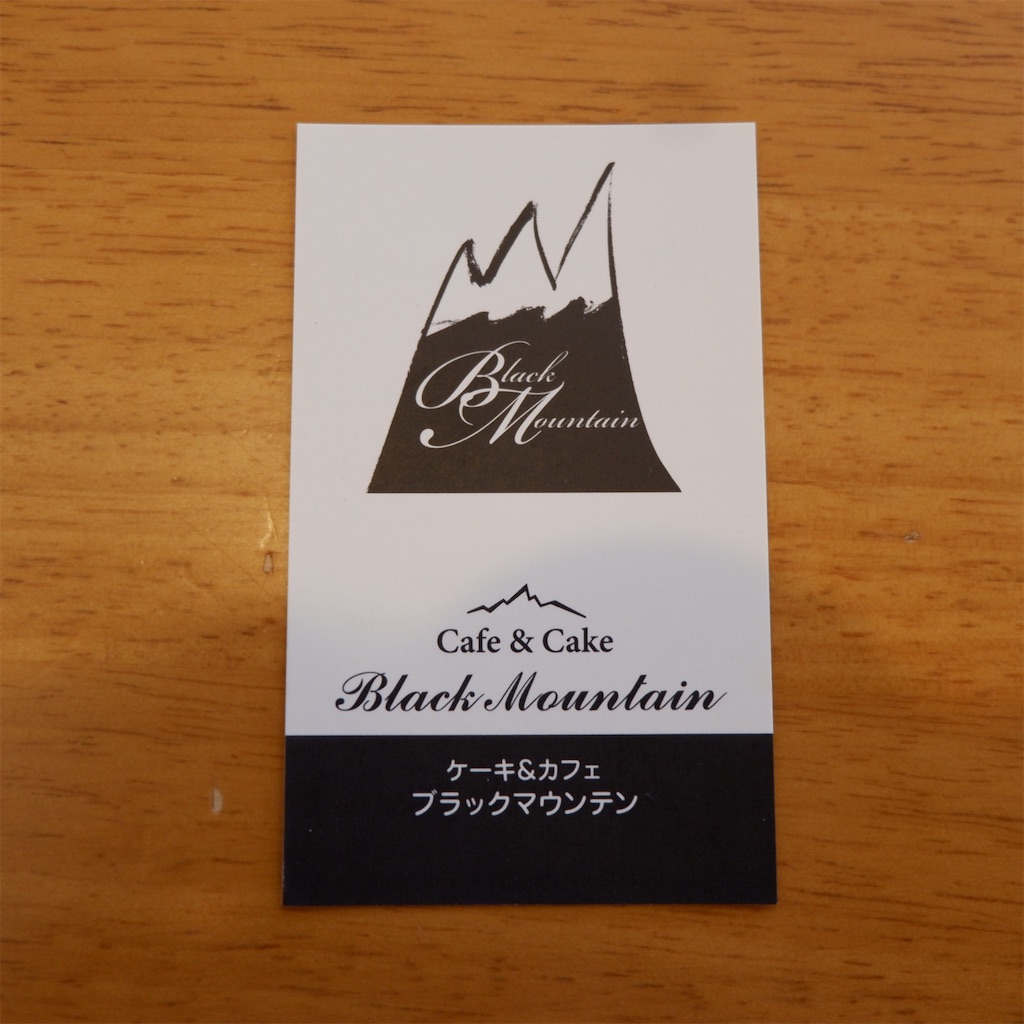 Black
Mountain
Cafe & Cake
Black Mountain
ケーキ&カフェ
ブラックマウンテン